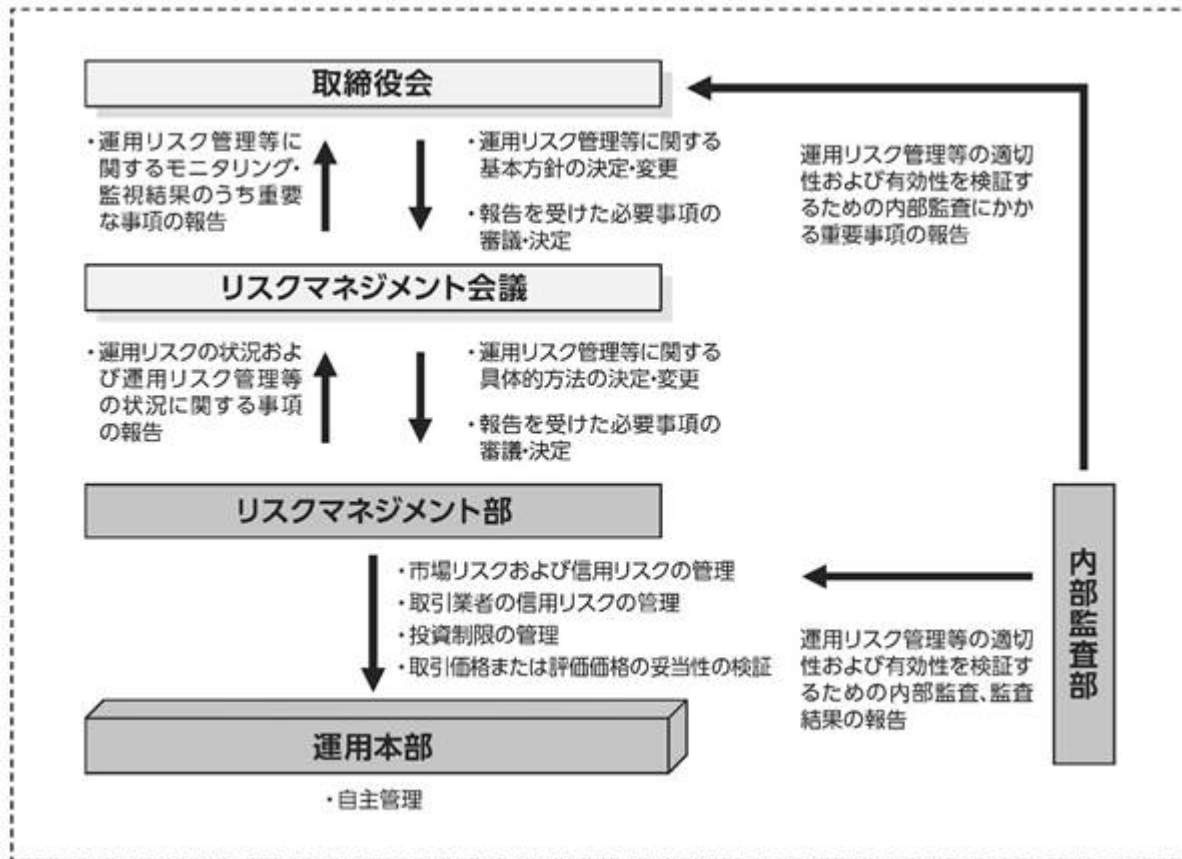 取締役会
・運用リスク管理等に
関するモニタリング・
監視結果のうち重要
な事項の報告
・運用リスク管理等に関する
基本方針の決定・変更
・報告を受けた必要事項の
審議・決定
運用リスク管理等の適切
性および有効性を検証す
るための内部監査にかか
る重要事項の報告
リスクマネジメント会議
・運用リスクの状況およ
び運用リスク管理等
の状況に関する事項
の報告
・運用リスク管理等に関する
具体的方法の決定・変更
・報告を受けた必要事項の
審議・決定
リスクマネジメント部
・市場リスクおよび信用リスクの管理
・取引業者の信用リスクの管理
・投資制限の管理
・取引価格または評価価格の妥当性の検証
運用リスク管理等の適切
性および有効性を検証す
るための内部監査、監査
結果の報告
内部監査部
運用本部
・自主管理